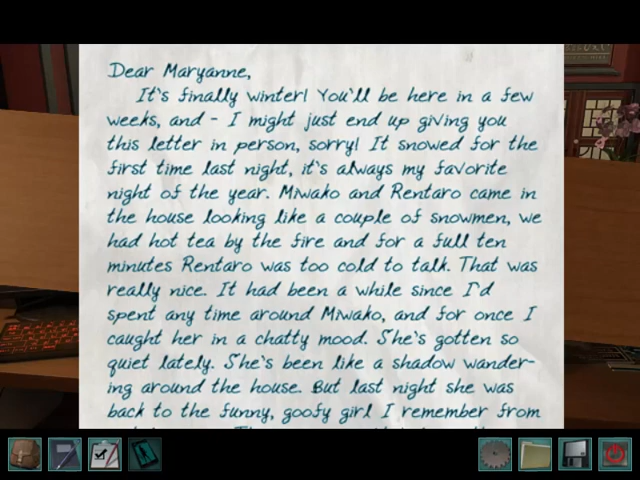 Dear Maryanne,
It's finally winter! You'll be here in a few
weeks, and - I might just end up giving you
this letter in person, sorry! It snowed for the
first time last night, it's always my favorite
night of the year. Miwako and Rentaro came in
the house looking like a couple of snowmen, we
had hot tea by the fire and for a full ten
minutes Rentaro was too cold to talk. That was
really nice. It had been a while since I'd
spent any time around Miwako, and for once I
caught her in a chatty mood. She's gotten so
quiet lately. She's been like a shadow wander-
ing around the house. But last night she was
back to the funny, goofy girl I remember from